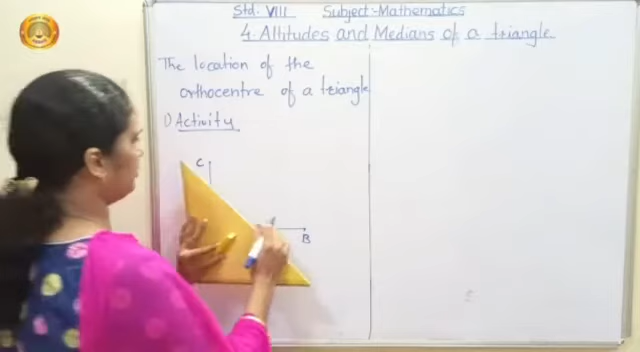 Std. VIII Subject:-Mathematics
4. Altitudes and Medians of a triangle
The location of the
orthocentre of a triangle
1) Activity
C
B